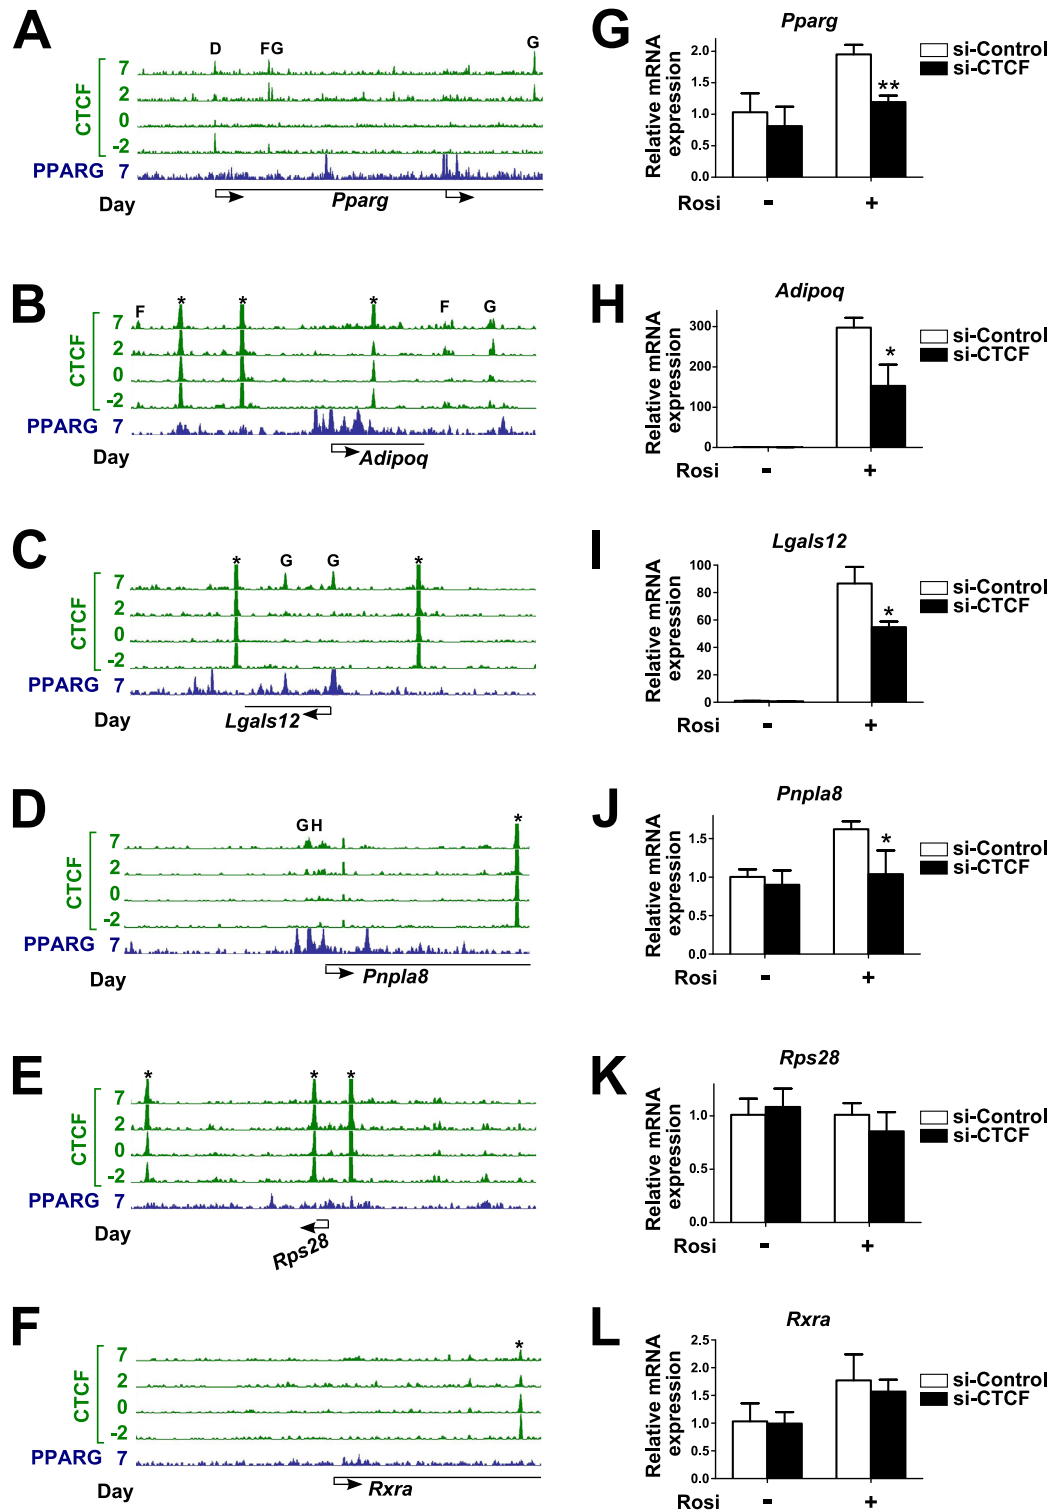 A
D
F G
G
CTCF
7
2
0
-2
PPARG 7
Day
Pparg
G
Pparg
Relative mRNA
expression
2.0
1.5
1.0
0.5
0.0
**
si-Control
si-CTCF
Rosi - +
B
F * * * F G
CTCF
7
2
0
-2
PPARG 7
Day
Adipoq
H
Adipoq
Relative mRNA
expression
300
200
100
0
*
si-Control
si-CTCF
Rosi - +
C
* G G *
CTCF
7
2
0
-2
PPARG 7
Day
Lgals12
I
Lgals12
Relative mRNA
expression
100
80
60
40
20
0
*
si-Control
si-CTCF
Rosi - +
D
G H *
CTCF
7
2
0
-2
PPARG 7
Day
Pnpla8
J
Pnpla8
Relative mRNA
expression
1.5
1.0
0.5
0.0
*
si-Control
si-CTCF
Rosi - +
E
* * *
CTCF
7
2
0
-2
PPARG 7
Day
Rps28
K
Rps28
Relative mRNA
expression
1.0
0.5
0.0
si-Control
si-CTCF
Rosi - +
F
*
CTCF
7
2
0
-2
PPARG 7
Day
Rxra
L
Rxra
Relative mRNA
expression
2.5
2.0
1.5
1.0
0.5
0.0
si-Control
si-CTCF
Rosi - +